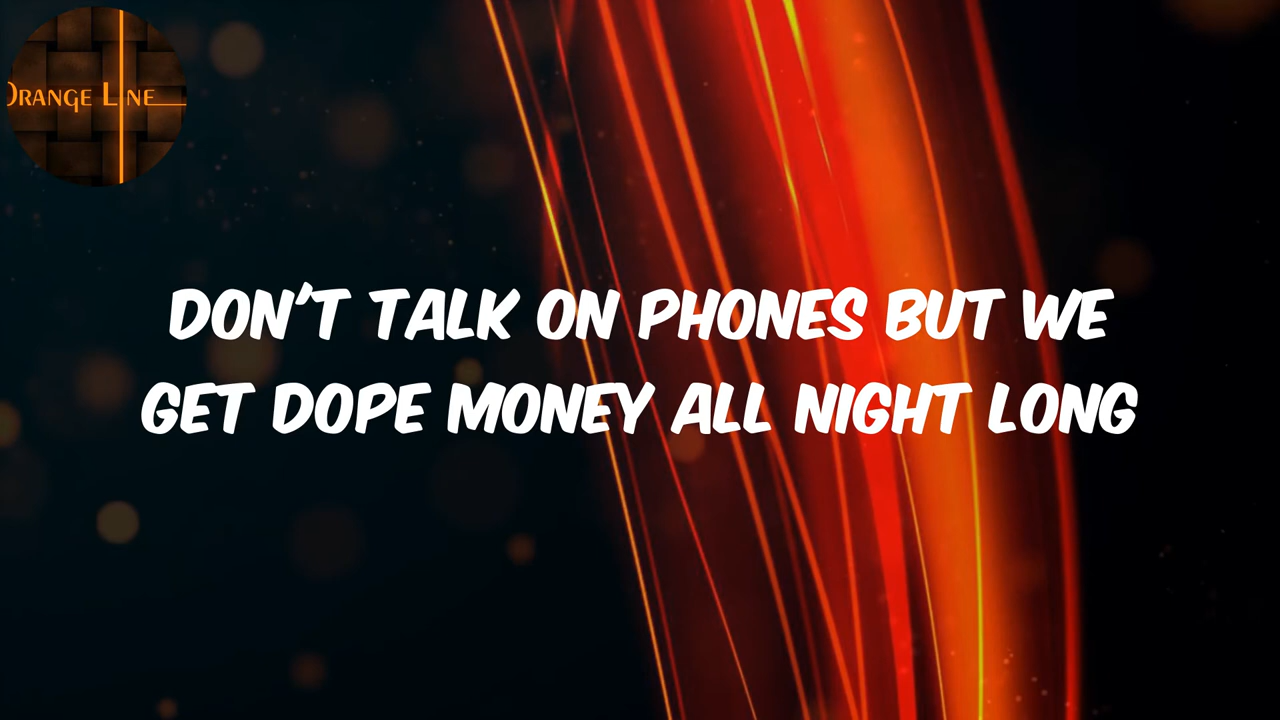 ORANGE LINE
DON'T TALK ON PHONES BUT WE
GET DOPE MONEY ALL NIGHT LONG